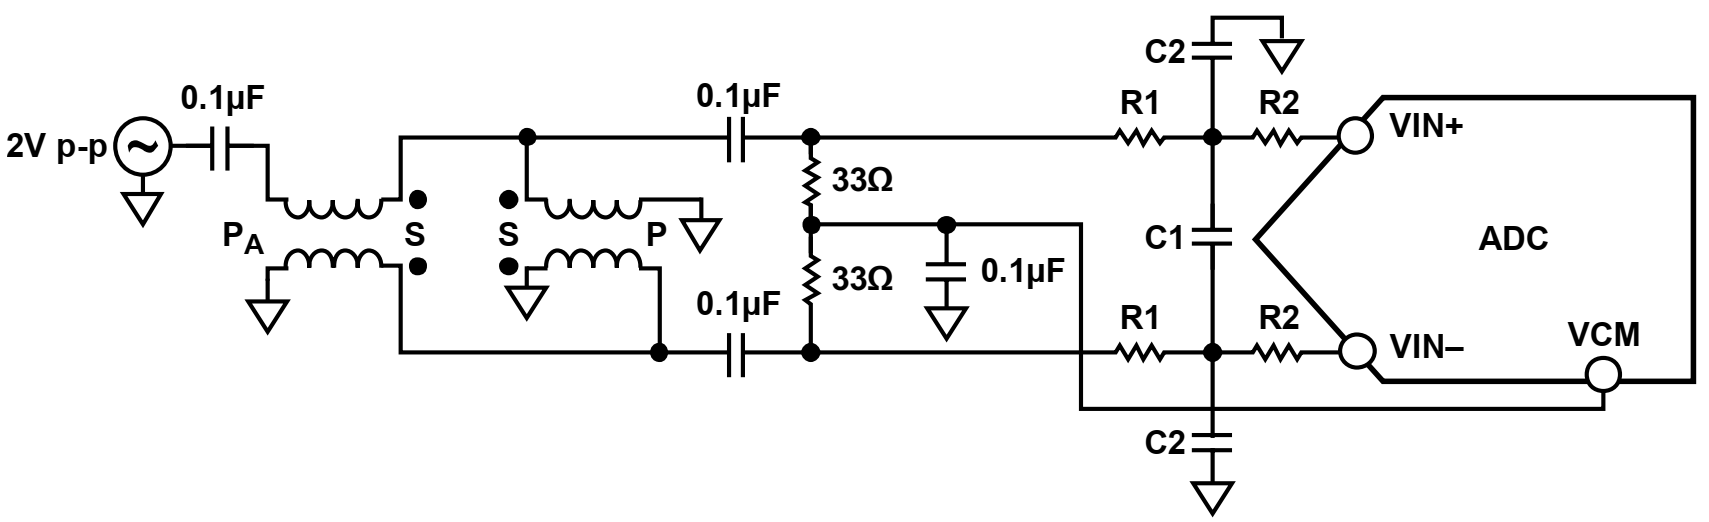 C2
0.1µF
0.1µF
R1
R2
VIN+
2V p-p
~
33Ω
PA
S
S
P
C1
ADC
33Ω
0.1µF
0.1µF
R1
R2
VIN–
VCM
C2